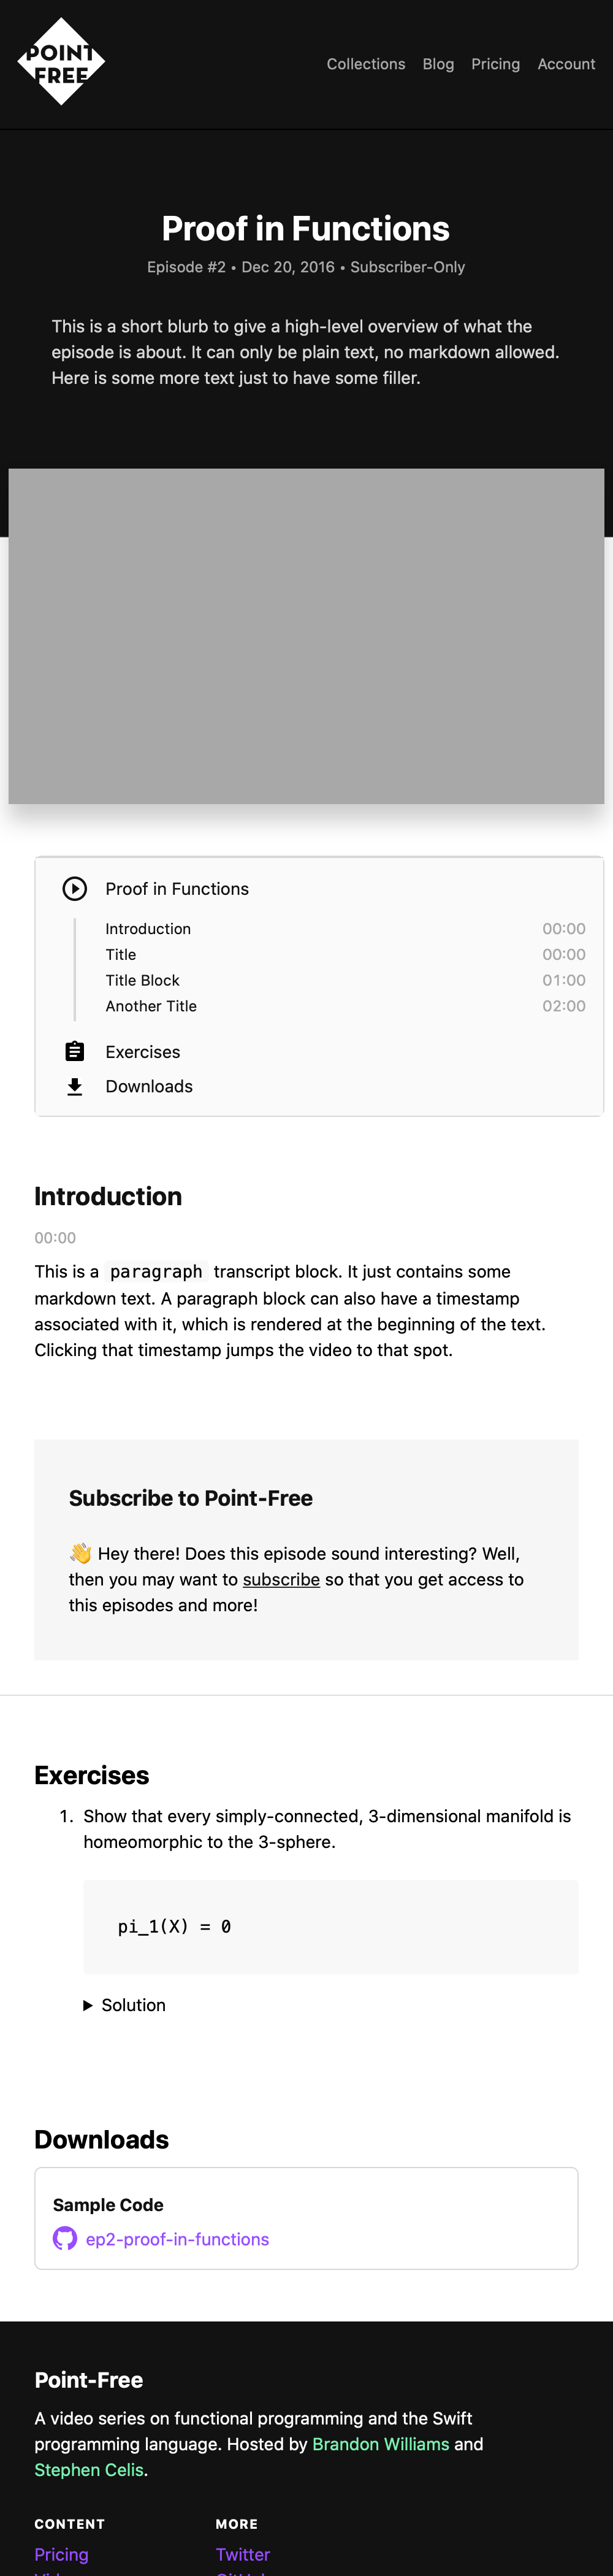 POINT
FREE
Collections Blog Pricing Account
Proof in Functions
Episode #2 • Dec 20, 2016 • Subscriber-Only
This is a short blurb to give a high-level overview of what the
episode is about. It can only be plain text, no markdown allowed.
Here is some more text just to have some filler.
Proof in Functions
Introduction 00:00
Title 00:00
Title Block 01:00
Another Title 02:00
Exercises
Downloads
Introduction
00:00
This is a paragraph transcript block. It just contains some
markdown text. A paragraph block can also have a timestamp
associated with it, which is rendered at the beginning of the text.
Clicking that timestamp jumps the video to that spot.
Subscribe to Point-Free
👋 Hey there! Does this episode sound interesting? Well,
then you may want to subscribe so that you get access to
this episodes and more!
Exercises
1. Show that every simply-connected, 3-dimensional manifold is
homeomorphic to the 3-sphere.
pi_1(X) = 0
Solution
Downloads
Sample Code
ep2-proof-in-functions
Point-Free
A video series on functional programming and the Swift
programming language. Hosted by Brandon Williams and
Stephen Celis.
CONTENT MORE
Pricing Twitter